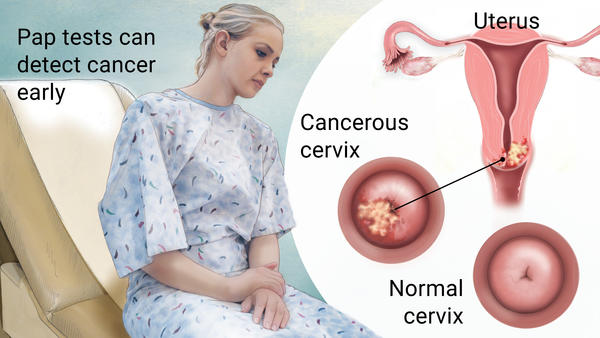 Pap tests can
detect cancer
early
Uterus
Cancerous
cervix
Normal
cervix